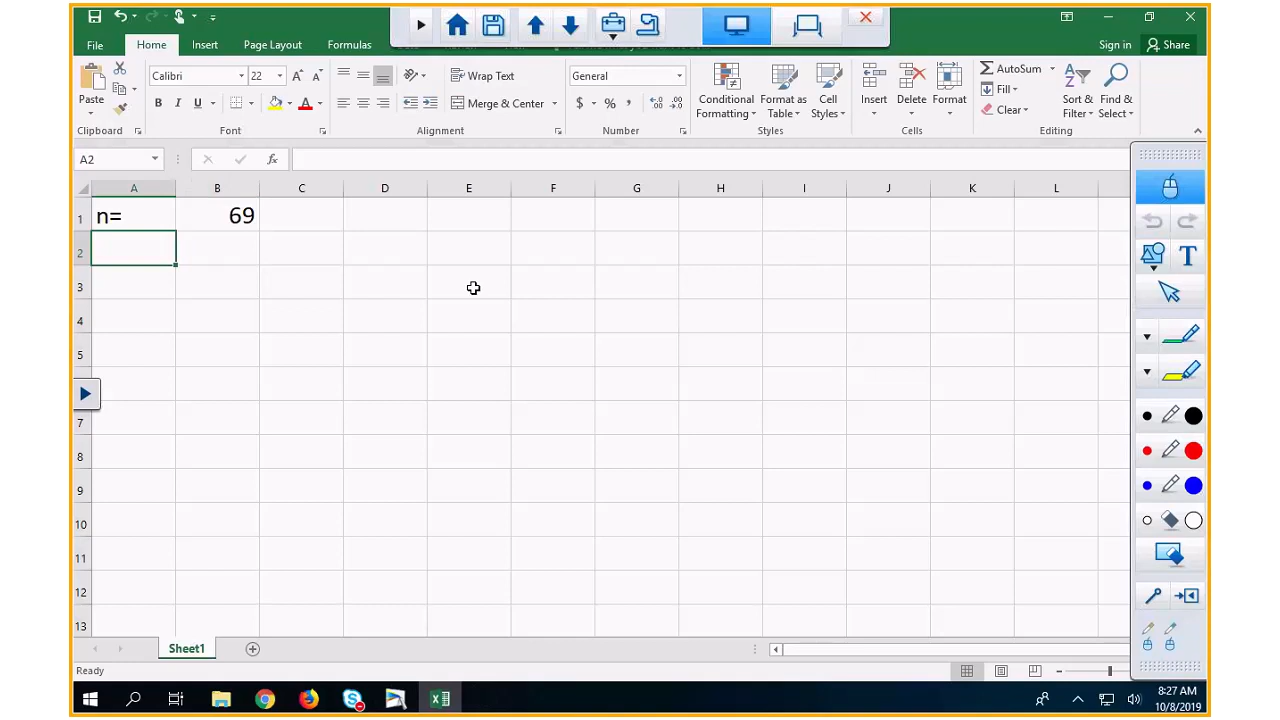 File Home Insert Page Layout Formulas Sign in Share
Calibri 22 Wrap Text General AutoSum
Paste B I U Merge & Center $ % , Conditional Formatting Format as Table Cell Styles Insert Delete Format Fill Clear Sort & Filter Find & Select
Clipboard Font Alignment Number Styles Cells Editing
A2 fx
A B C D E F G H I J K L
1 n= 69
2
3
4
5
7
8
9
10
11
12
13
T
Sheet1
Ready
8:27 AM
10/8/2019